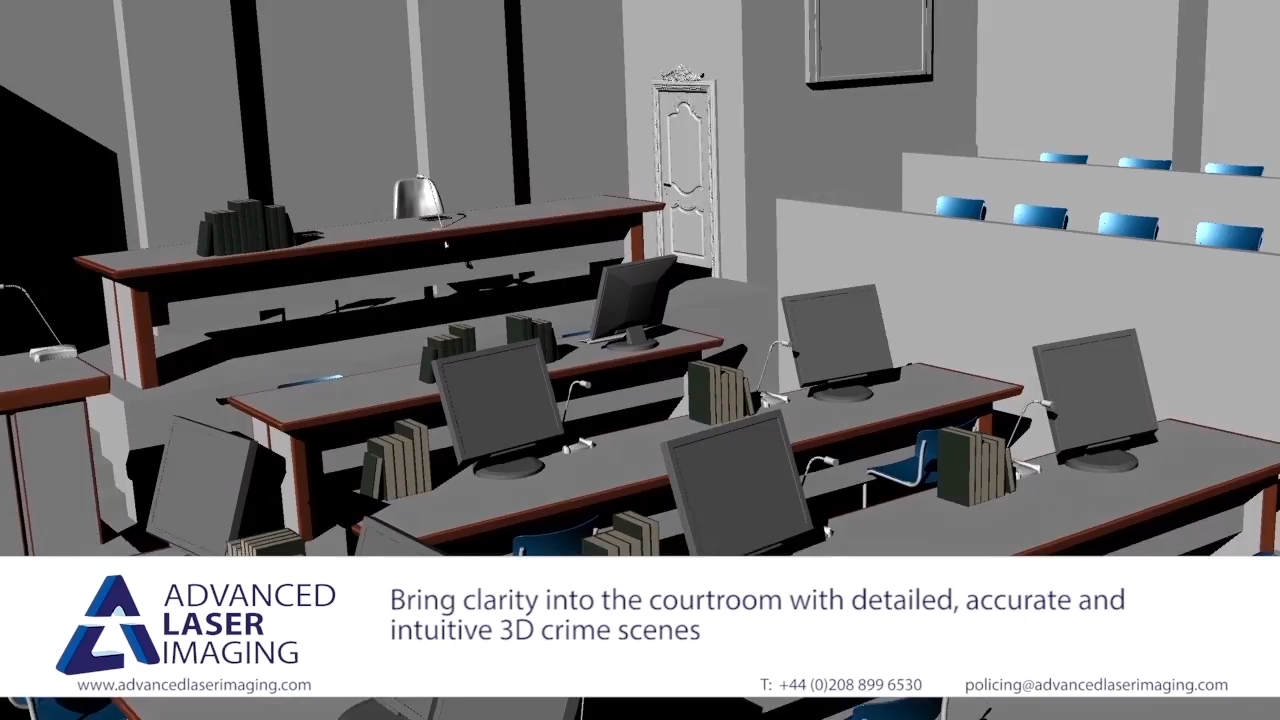 ADVANCED
LASER
IMAGING
www.advancedlaserimaging.com
Bring clarity into the courtroom with detailed, accurate and
intuitive 3D crime scenes
T: +44 (0)208 899 6530
policing@advancedlaserimaging.com